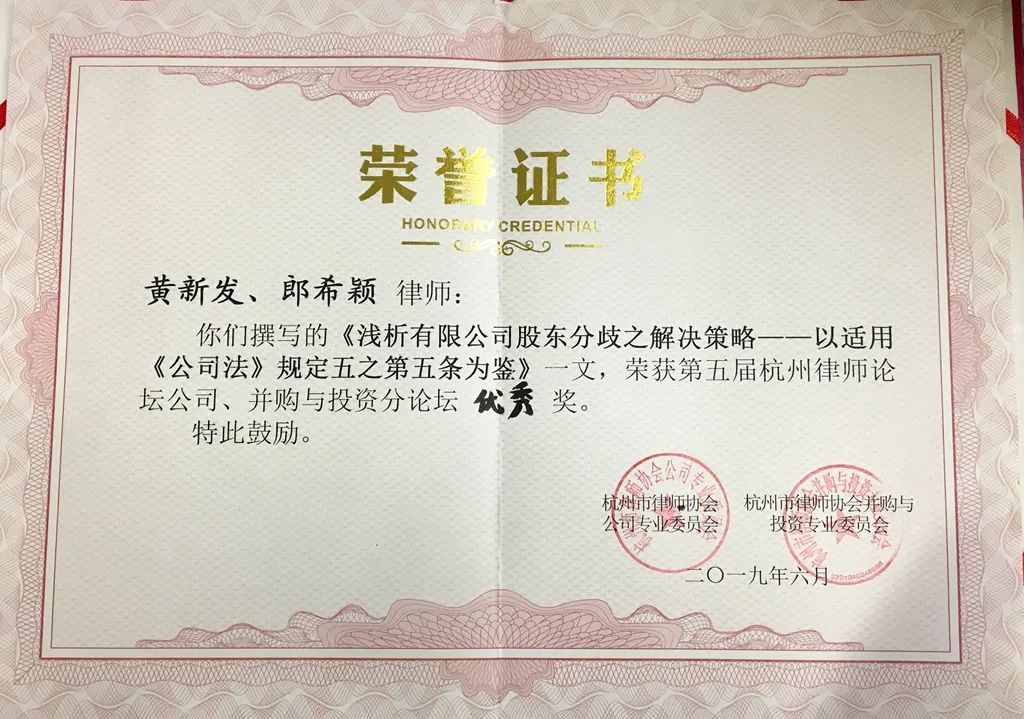 荣誉证书
HONORARY CREDENTIAL
黄新发、郎希颖 律师：
你们撰写的《浅析有限公司股东分歧之解决策略——以适用
《公司法》规定五之第五条为鉴》一文，荣获第五届杭州律师论
坛公司、并购与投资分论坛 优秀 奖。
特此鼓励。
杭州市律师协会
公司专业委员会
杭州市律师协会并购与
投资专业委员会
二〇一九年六月